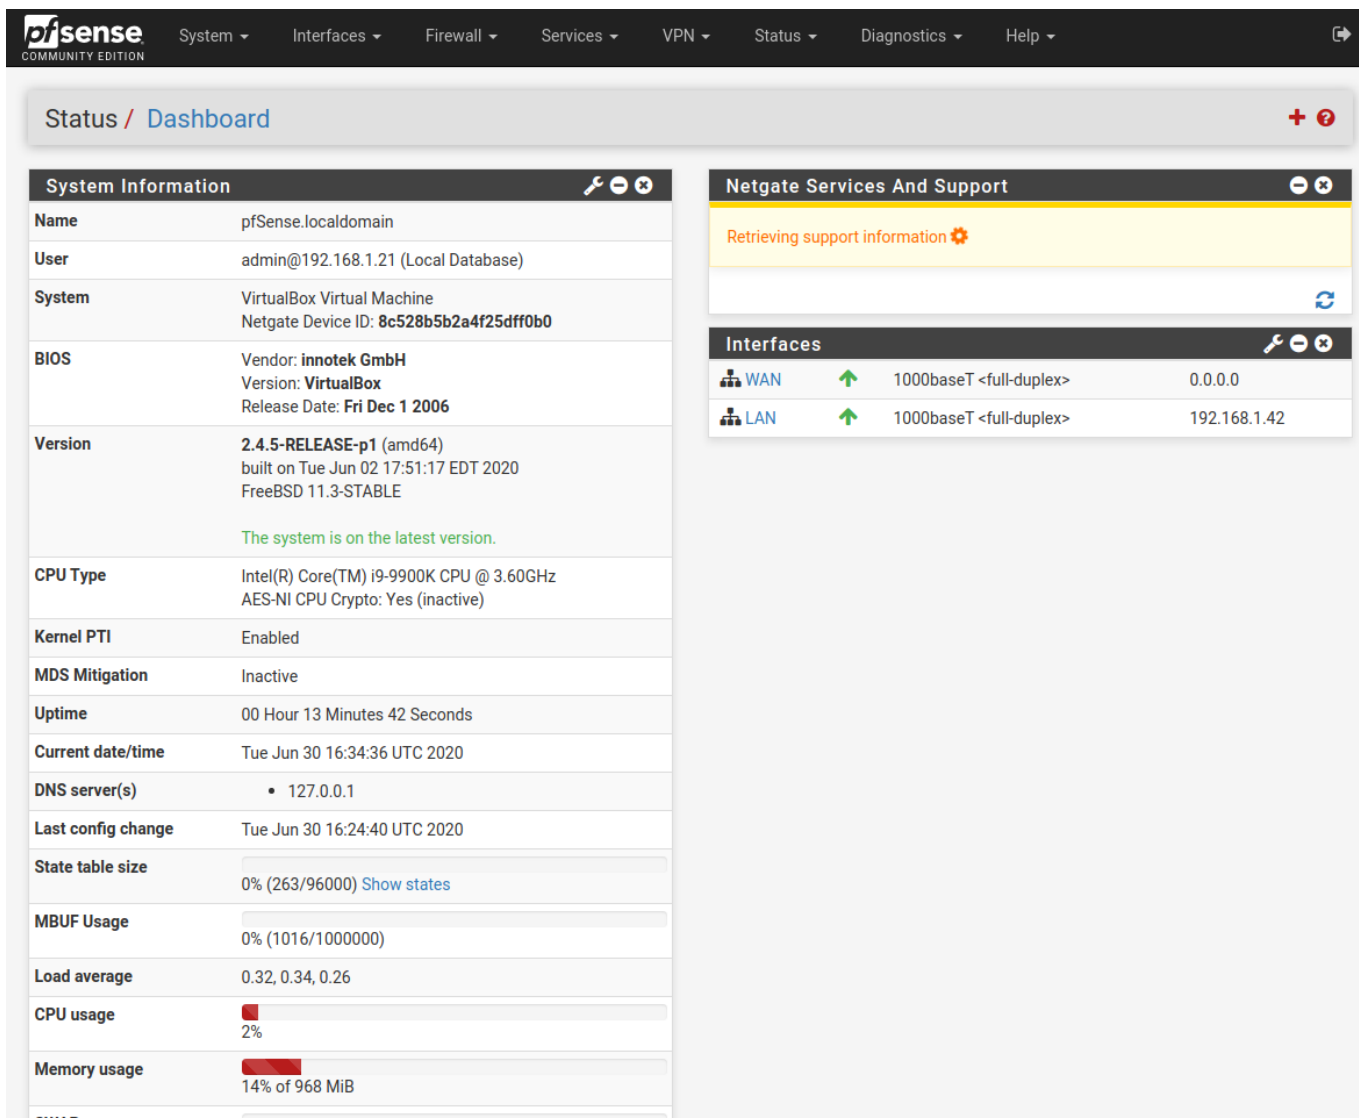 pfsense
COMMUNITY EDITION
System Interfaces Firewall Services VPN Status Diagnostics Help
Status / Dashboard
System Information
Name pfSense.localdomain
User admin@192.168.1.21 (Local Database)
System VirtualBox Virtual Machine
Netgate Device ID: 8c528b5b2a4f25dff0b0
BIOS Vendor: innotek GmbH
Version: VirtualBox
Release Date: Fri Dec 1 2006
Version 2.4.5-RELEASE-p1 (amd64)
built on Tue Jun 02 17:51:17 EDT 2020
FreeBSD 11.3-STABLE
The system is on the latest version.
CPU Type Intel(R) Core(TM) i9-9900K CPU @ 3.60GHz
AES-NI CPU Crypto: Yes (inactive)
Kernel PTI Enabled
MDS Mitigation Inactive
Uptime 00 Hour 13 Minutes 42 Seconds
Current date/time Tue Jun 30 16:34:36 UTC 2020
DNS server(s) • 127.0.0.1
Last config change Tue Jun 30 16:24:40 UTC 2020
State table size
0% (263/96000) Show states
MBUF Usage
0% (1016/1000000)
Load average 0.32, 0.34, 0.26
CPU usage
2%
Memory usage
14% of 968 MiB
Netgate Services And Support
Retrieving support information
Interfaces
WAN 1000baseT <full-duplex> 0.0.0.0
LAN 1000baseT <full-duplex> 192.168.1.42